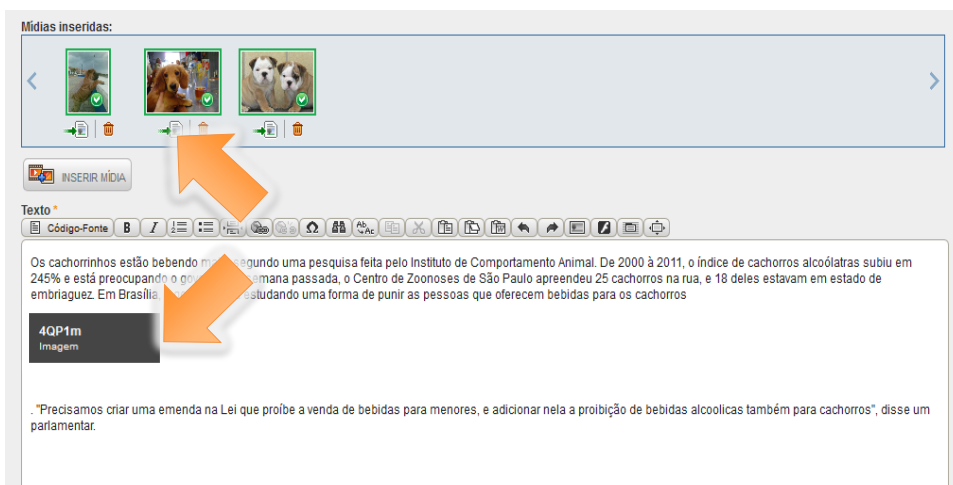 Mídias inseridas:
INSERIR MÍDIA
Texto *
Código-Fonte B I
Os cachorrinhos estão bebendo segundo uma pesquisa feita pelo Instituto de Comportamento Animal. De 2000 à 2011, o índice de cachorros alcoólatras subiu em
245% e está preocupando o semana passada, o Centro de Zoonoses de São Paulo apreendeu 25 cachorros na rua, e 18 deles estavam em estado de
embriaguez. Em Brasília, estudando uma forma de punir as pessoas que oferecem bebidas para os cachorros
4QP1m
Imagem
. "Precisamos criar uma emenda na Lei que proíbe a venda de bebidas para menores, e adicionar nela a proibição de bebidas alcoolicas também para cachorros", disse um
parlamentar.